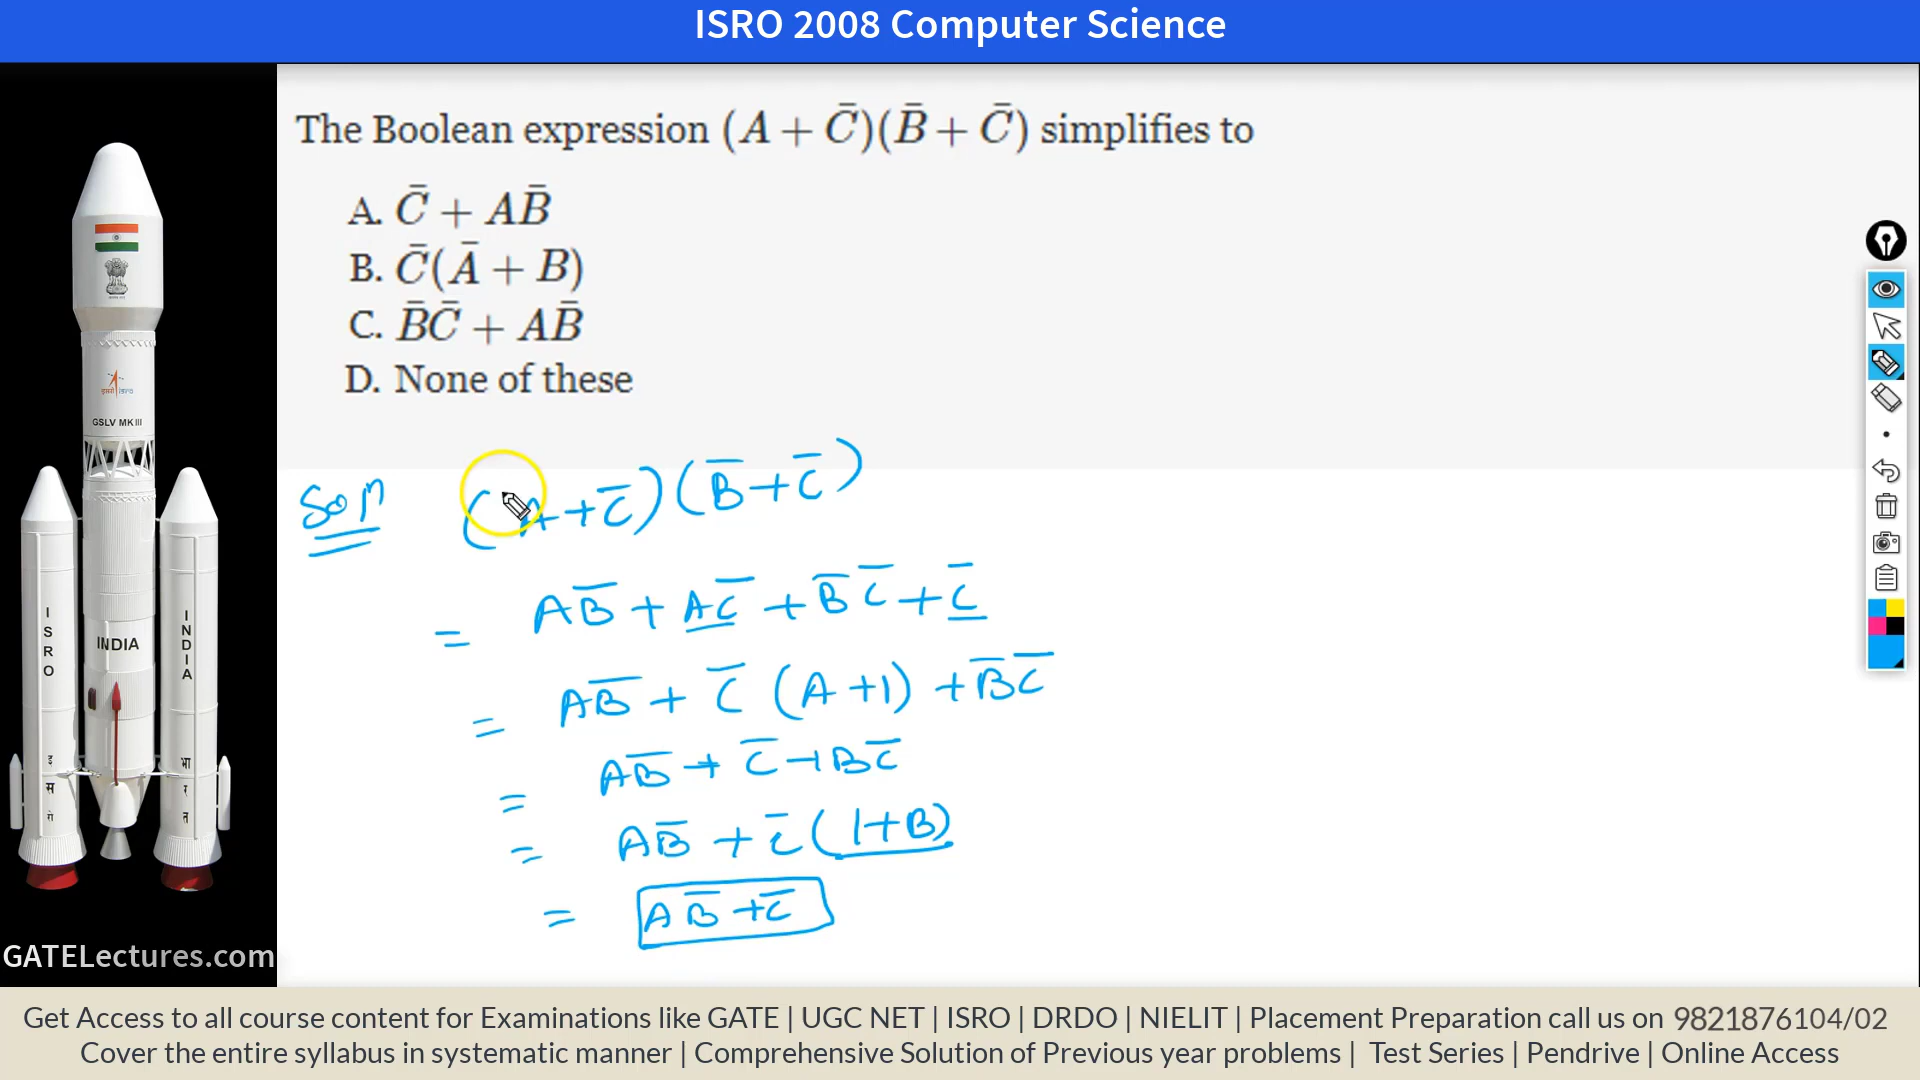 ISRO 2008 Computer Science
The Boolean expression (A + C̄)(B̄ + C̄) simplifies to
A. C̄ + AB̄
B. C̄(Ā + B)
C. B̄C̄ + AB̄
D. None of these
Solⁿ (A + C̄)(B̄ + C̄)
= AB̄ + AC̄ + B̄C̄ + C̄
= AB̄ + C̄ (A+1) + B̄C̄
= AB̄ + C̄ + BC̄
= AB̄ + C̄ (1+B)
= AB̄ + C̄
GSLV MK III
I S R O
INDIA
I N D I A
इ स रो
भा र त
GATELectures.com
Get Access to all course content for Examinations like GATE | UGC NET | ISRO | DRDO | NIELIT | Placement Preparation call us on 9821876104/02
Cover the entire syllabus in systematic manner | Comprehensive Solution of Previous year problems | Test Series | Pendrive | Online Access